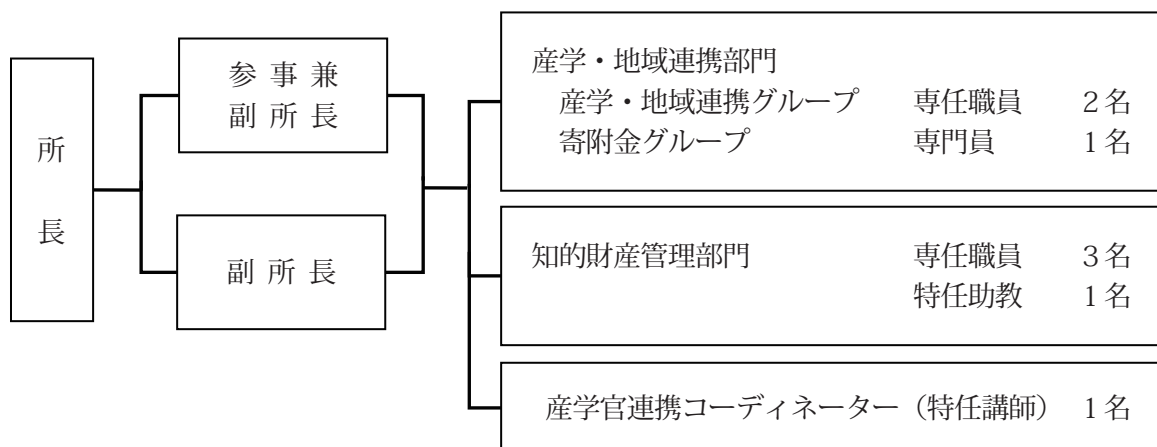 所長
参事兼
副所長
副所長
産学・地域連携部門
産学・地域連携グループ 専任職員 2名
寄附金グループ 専門員 1名
知的財産管理部門 専任職員 3名
特任助教 1名
産学官連携コーディネーター(特任講師) 1名